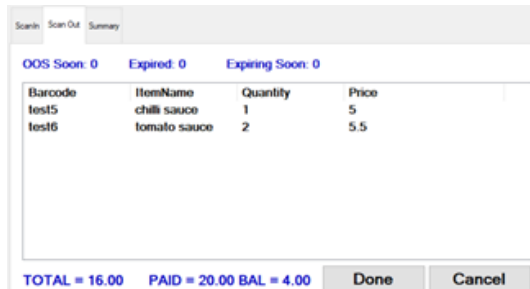 ScanIn Scan Out Summary
OOS Soon: 0 Expired: 0 Expiring Soon: 0
Barcode ItemName Quantity Price
test5 chilli sauce 1 5
test6 tomato sauce 2 5.5
TOTAL = 16.00 PAID = 20.00 BAL = 4.00 Done Cancel